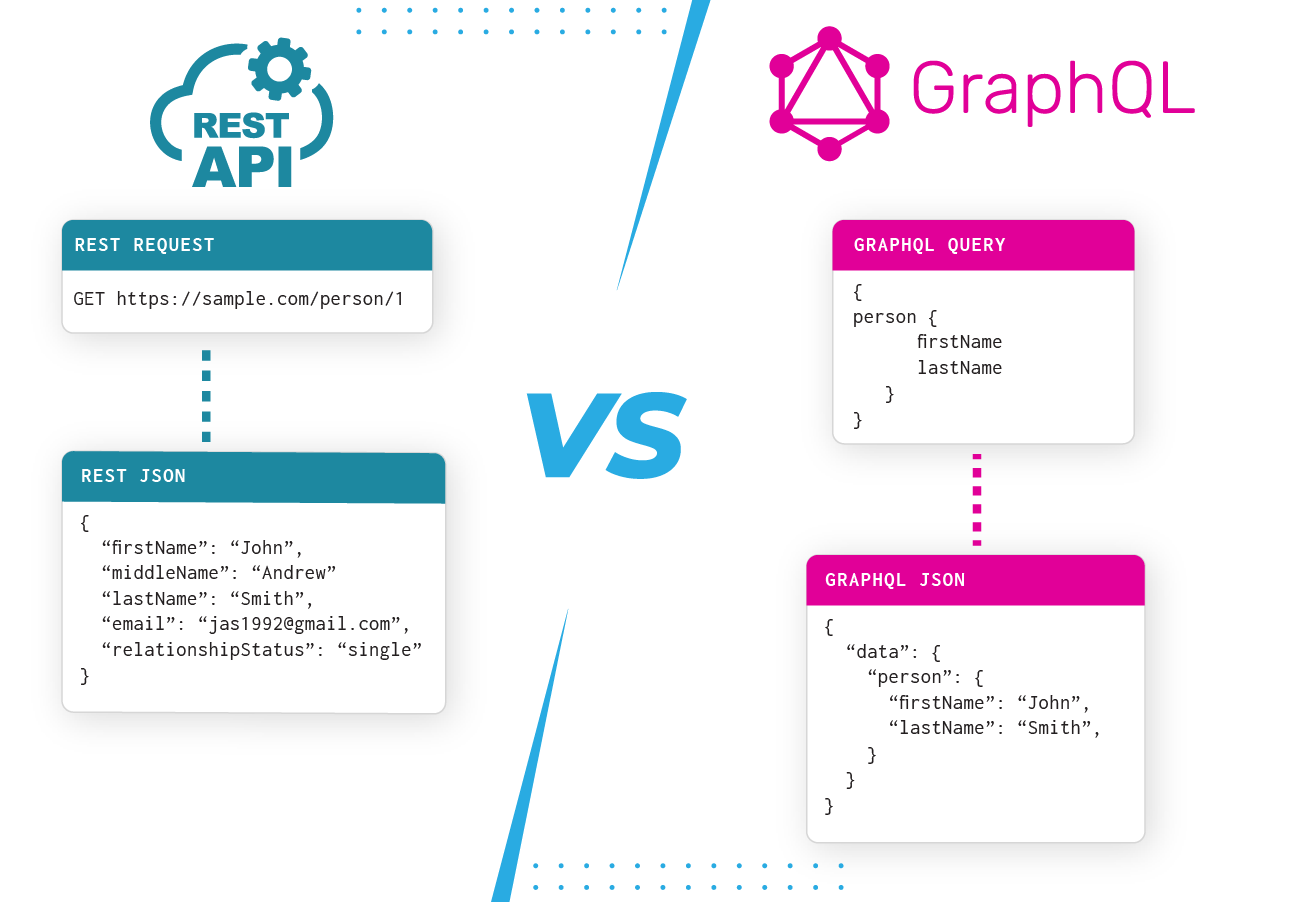 REST
API
REST REQUEST
GET https://sample.com/person/1
REST JSON
{
“firstName”: “John”,
“middleName”: “Andrew”
“lastName”: “Smith”,
“email”: “jas1992@gmail.com”,
“relationshipStatus”: “single”
}
VS
GraphQL
GRAPHQL QUERY
{
person {
firstName
lastName
}
}
GRAPHQL JSON
{
“data”: {
“person”: {
“firstName”: “John”,
“lastName”: “Smith”,
}
}
}